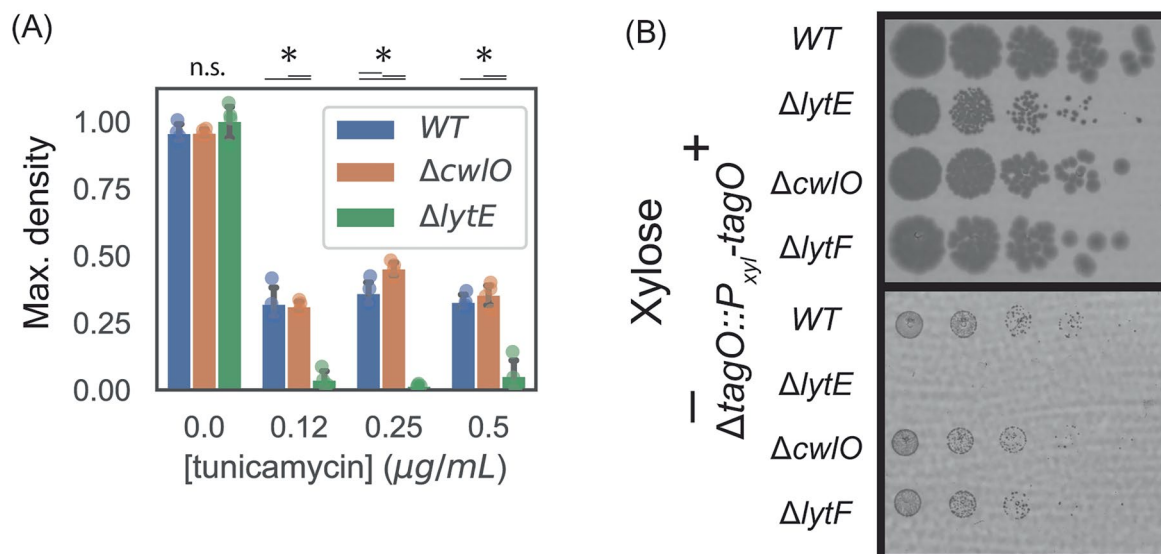 (A)
n.s.
*
*
*
1.00
0.75
0.50
0.25
0.00
Max. density
WT
ΔcwlO
ΔlytE
0.0
0.12
0.25
0.5
[tunicamycin] (μg/mL)
(B)
Xylose
+
−
ΔtagO::Pxyl-tagO
WT
ΔlytE
ΔcwlO
ΔlytF
WT
ΔlytE
ΔcwlO
ΔlytF